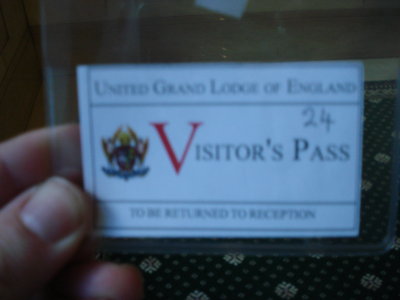 UNITED GRAND LODGE OF ENGLAND
24
VISITOR'S PASS
TO BE RETURNED TO RECEPTION